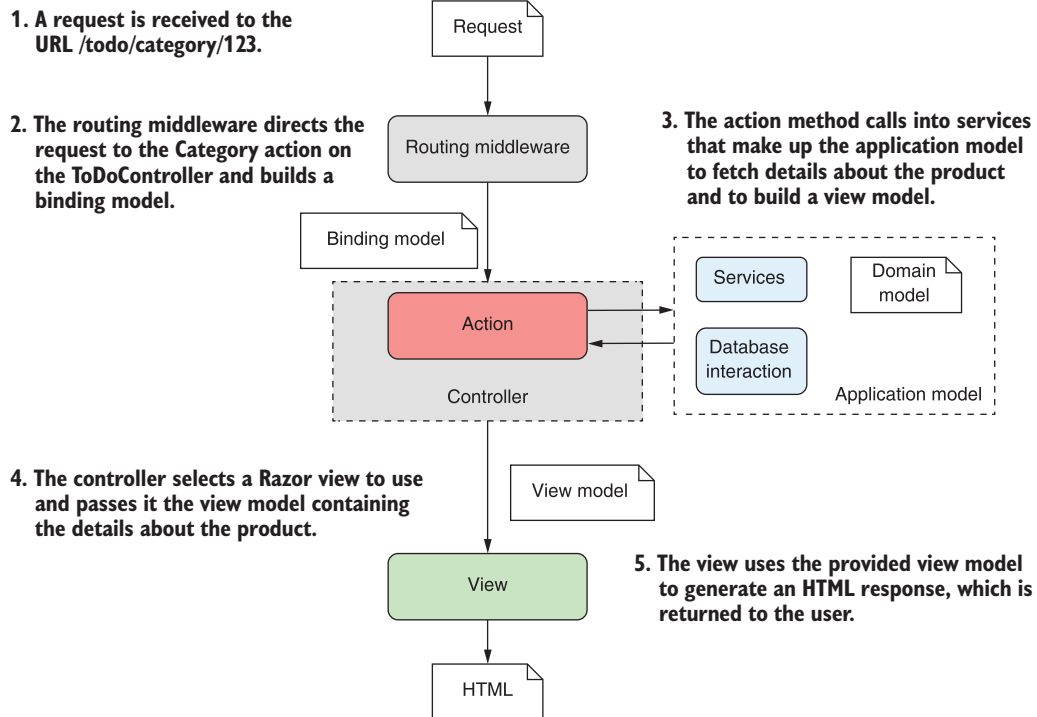 1. A request is received to the
URL /todo/category/123.
Request
2. The routing middleware directs the
request to the Category action on
the ToDoController and builds a
binding model.
Routing middleware
3. The action method calls into services
that make up the application model
to fetch details about the product
and to build a view model.
Binding model
Services
Domain
model
Action
Database
interaction
Controller
Application model
4. The controller selects a Razor view to use
and passes it the view model containing
the details about the product.
View model
View
5. The view uses the provided view model
to generate an HTML response, which is
returned to the user.
HTML